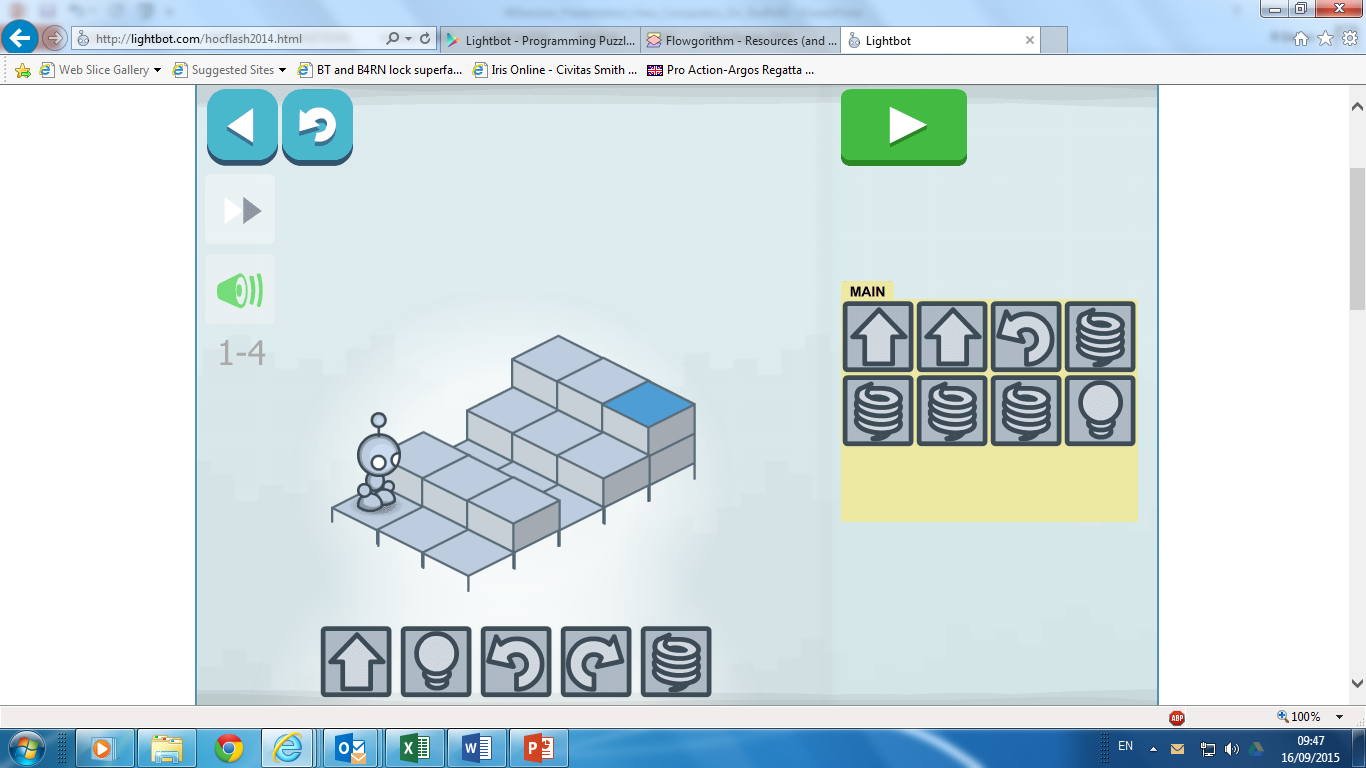 http://lightbot.com/hocflash2014.html
Lightbot - Programming Puzzl...
Flowgorithm - Resources (and ...
Lightbot
Web Slice Gallery
Suggested Sites
BT and B4RN lock superfa...
Iris Online - Civitas Smith ...
Pro Action-Argos Regatta ...
1-4
MAIN
ABP
100%
EN
09:47
16/09/2015